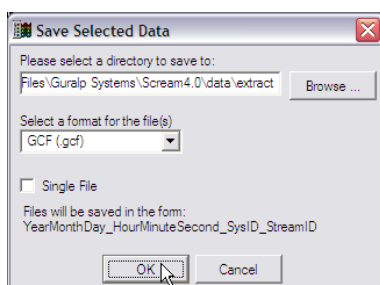 Save Selected Data
Please select a directory to save to:
Files\Guralp Systems\Scream4.0\data\extract
Browse ...
Select a format for the file(s)
GCF (.gcf)
Single File
Files will be saved in the form:
YearMonthDay_HourMinuteSecond_SysID_StreamID
OK
Cancel